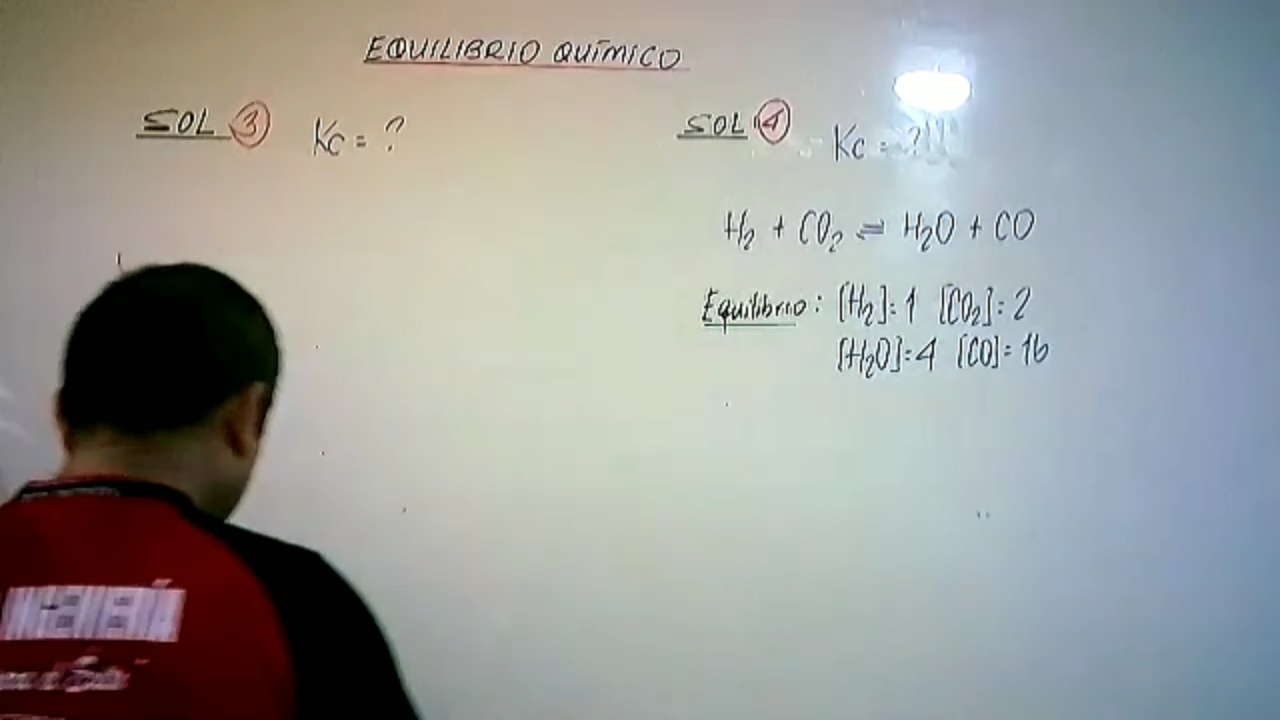 EQUILIBRIO QUÍMICO
SOL 3 Kc = ?
SOL 4 Kc = ?
H₂ + CO₂ ⇌ H₂O + CO
Equilibrio: [H₂]=1 [CO₂]=2
[H₂O]=4 [CO]=16